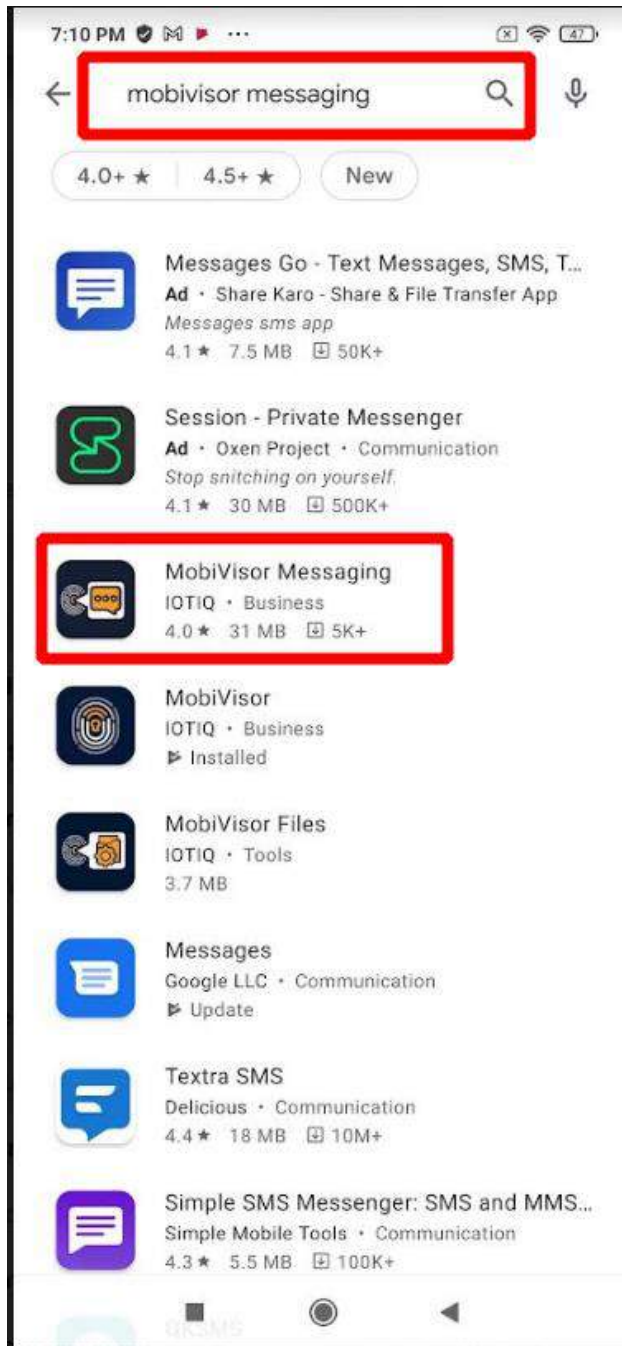 7:10 PM
47
mobivisor messaging
4.0+ ★ 4.5+ ★ New
Messages Go - Text Messages, SMS, T...
Ad • Share Karo - Share & File Transfer App
Messages sms app
4.1 ★ 7.5 MB 50K+
Session - Private Messenger
Ad • Oxen Project • Communication
Stop snitching on yourself.
4.1 ★ 30 MB 500K+
MobiVisor Messaging
IOTIQ • Business
4.0 ★ 31 MB 5K+
MobiVisor
IOTIQ • Business
Installed
MobiVisor Files
IOTIQ • Tools
3.7 MB
Messages
Google LLC • Communication
Update
Textra SMS
Delicious • Communication
4.4 ★ 18 MB 10M+
Simple SMS Messenger: SMS and MMS...
Simple Mobile Tools • Communication
4.3 ★ 5.5 MB 100K+
QKSMS